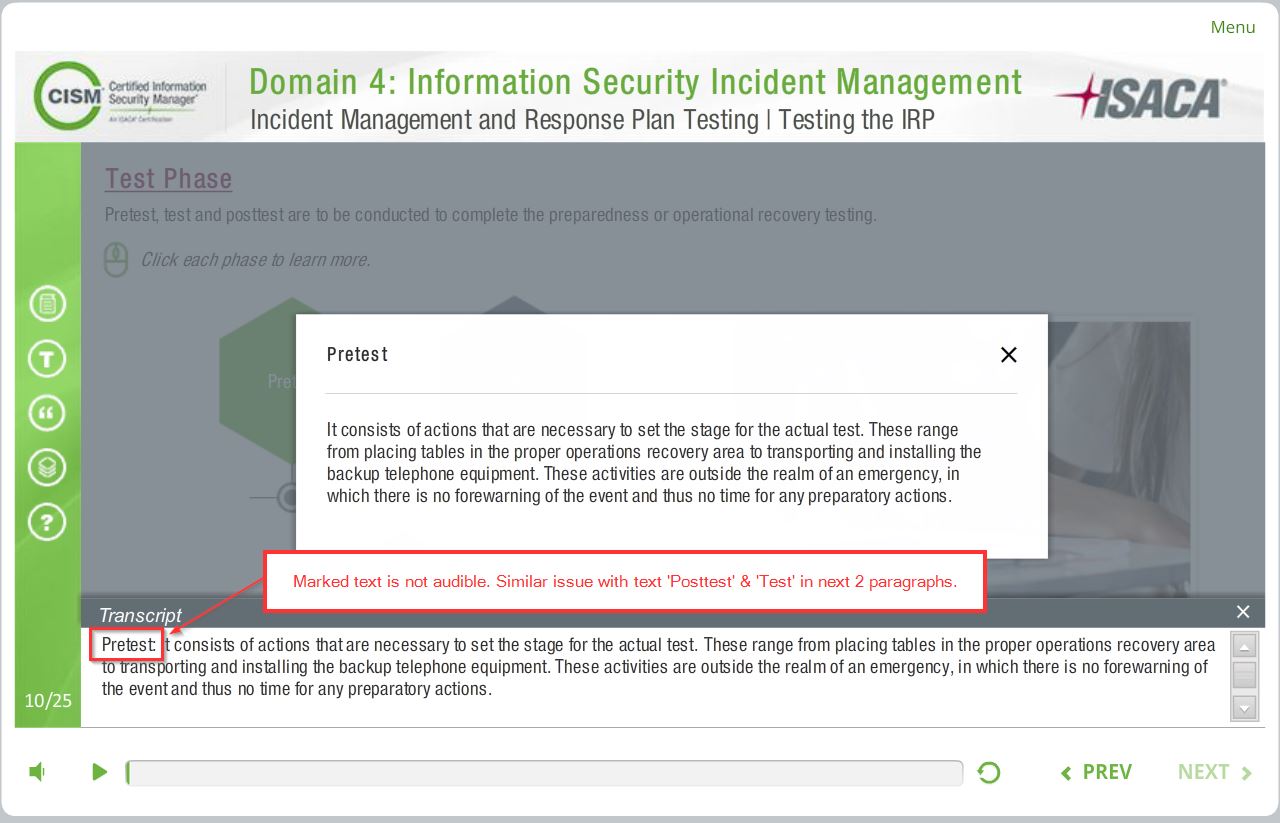 Menu
CISM
Certified Information
Security Manager®
An ISACA® Certification
Domain 4: Information Security Incident Management
Incident Management and Response Plan Testing | Testing the IRP
ISACA®
Test Phase
Pretest, test and posttest are to be conducted to complete the preparedness or operational recovery testing.
Click each phase to learn more.
Pret
Pretest
It consists of actions that are necessary to set the stage for the actual test. These range
from placing tables in the proper operations recovery area to transporting and installing the
backup telephone equipment. These activities are outside the realm of an emergency, in
which there is no forewarning of the event and thus no time for any preparatory actions.
T
?
Marked text is not audible. Similar issue with text 'Posttest' & 'Test' in next 2 paragraphs.
Transcript
Pretest: It consists of actions that are necessary to set the stage for the actual test. These range from placing tables in the proper operations recovery area
to transporting and installing the backup telephone equipment. These activities are outside the realm of an emergency, in which there is no forewarning of
the event and thus no time for any preparatory actions.
10/25
PREV
NEXT